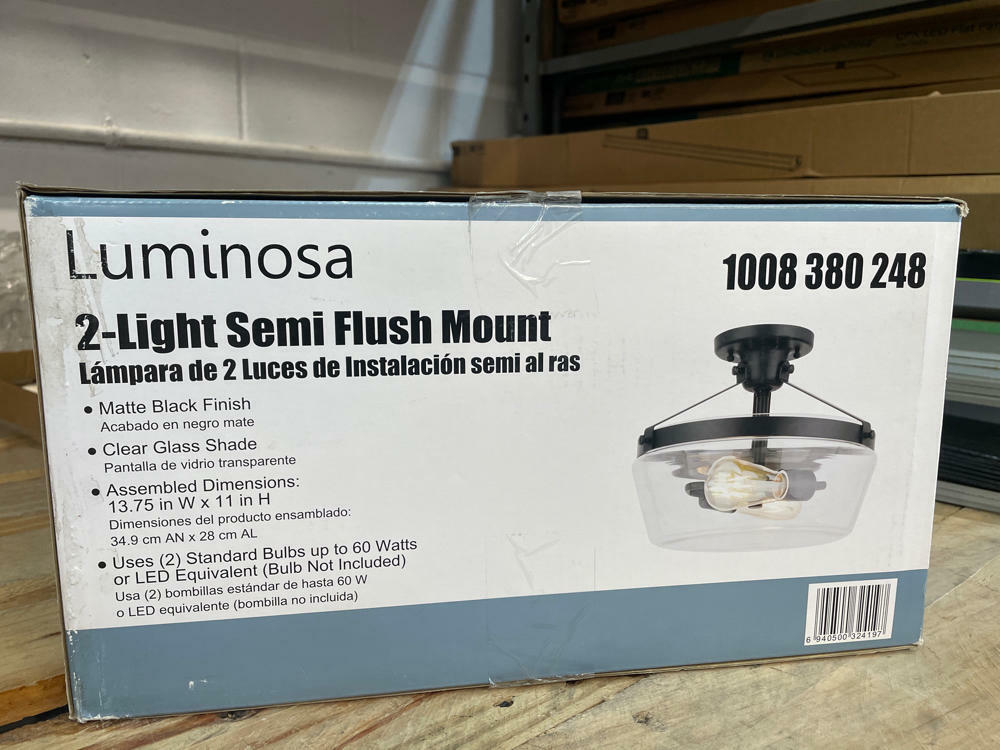 Luminosa
1008 380 248
2-Light Semi Flush Mount
Lámpara de 2 Luces de Instalación semi al ras
• Matte Black Finish
Acabado en negro mate
• Clear Glass Shade
Pantalla de vidrio transparente
• Assembled Dimensions:
13.75 in W x 11 in H
Dimensiones del producto ensamblado:
34.9 cm AN x 28 cm AL
• Uses (2) Standard Bulbs up to 60 Watts
or LED Equivalent (Bulb Not Included)
Usa (2) bombillas estándar de hasta 60 W
o LED equivalente (bombilla no incluida)
6 940500 324197